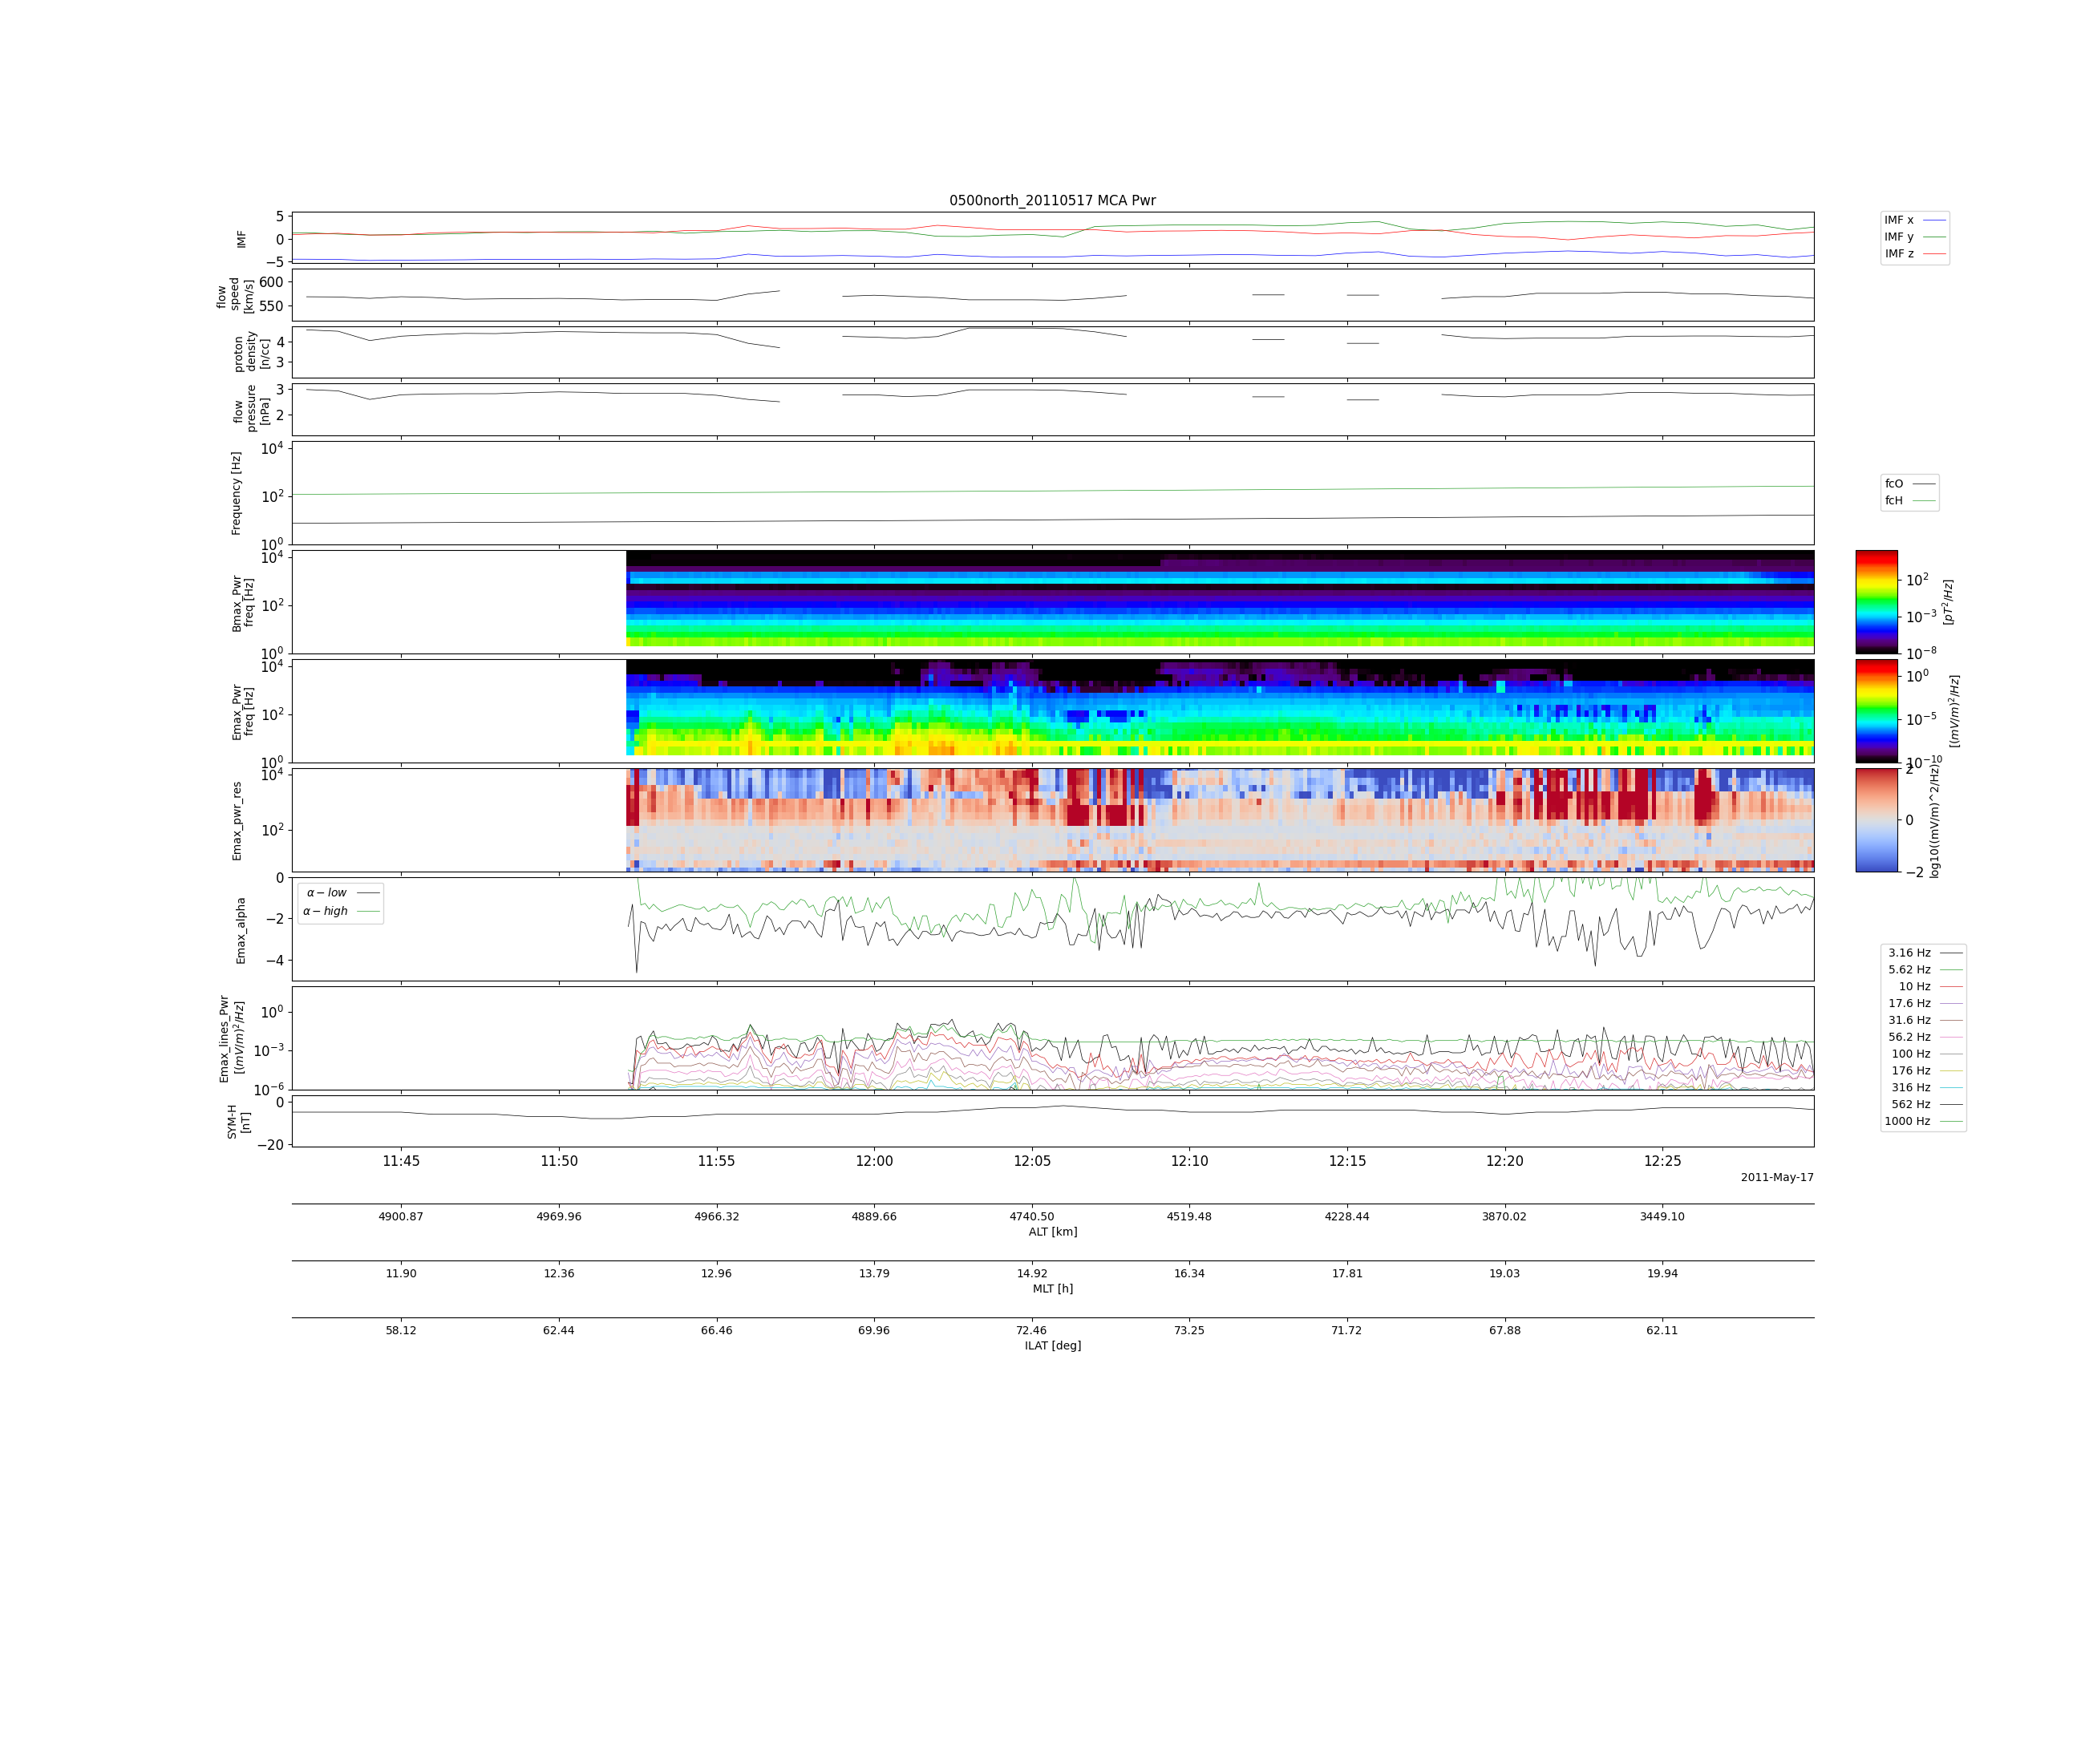 0500north_20110517 MCA Pwr
IMF
5
0
−5
IMF x
IMF y
IMF z
flow
speed
[km/s]
600
550
proton
density
[n/cc]
4
3
flow
pressure
[nPa]
3
2
Frequency [Hz]
10^4
10^2
10^0
fcO
fcH
Bmax_Pwr
freq [Hz]
10^4
10^2
10^0
10^2
10^−3
10^−8
[pT^2/Hz]
Emax_Pwr
freq [Hz]
10^4
10^2
10^0
10^0
10^−5
10^−10
[(mV/m)^2/Hz]
Emax_pwr_res
10^4
10^2
2
0
−2
log10((mV/m)^2/Hz)
Emax_alpha
0
−2
−4
α − low
α − high
Emax_lines_Pwr
[(mV/m)^2/Hz]
10^0
10^−3
10^−6
3.16 Hz
5.62 Hz
10 Hz
17.6 Hz
31.6 Hz
56.2 Hz
100 Hz
176 Hz
316 Hz
562 Hz
1000 Hz
SYM-H
[nT]
0
−20
11:45 11:50 11:55 12:00 12:05 12:10 12:15 12:20 12:25
2011-May-17
4900.87 4969.96 4966.32 4889.66 4740.50 4519.48 4228.44 3870.02 3449.10
ALT [km]
11.90 12.36 12.96 13.79 14.92 16.34 17.81 19.03 19.94
MLT [h]
58.12 62.44 66.46 69.96 72.46 73.25 71.72 67.88 62.11
ILAT [deg]